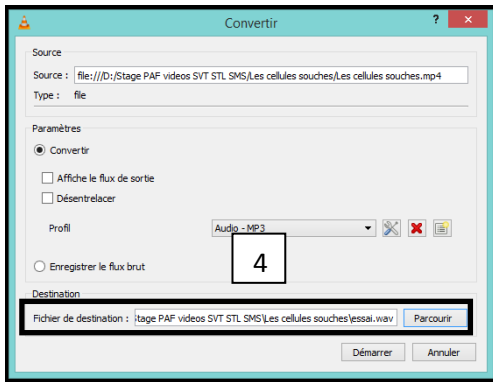 Convertir
?
×
Source
Source : file:///D:/Stage PAF videos SVT STL SMS/Les cellules souches/Les cellules souches.mp4
Type : file
Paramètres
Convertir
Affiche le flux de sortie
Désentrelacer
Profil Audio - MP3
4
Enregistrer le flux brut
Destination
Fichier de destination : tage PAF videos SVT STL SMS\Les cellules souches\essai.wav Parcourir
Démarrer Annuler